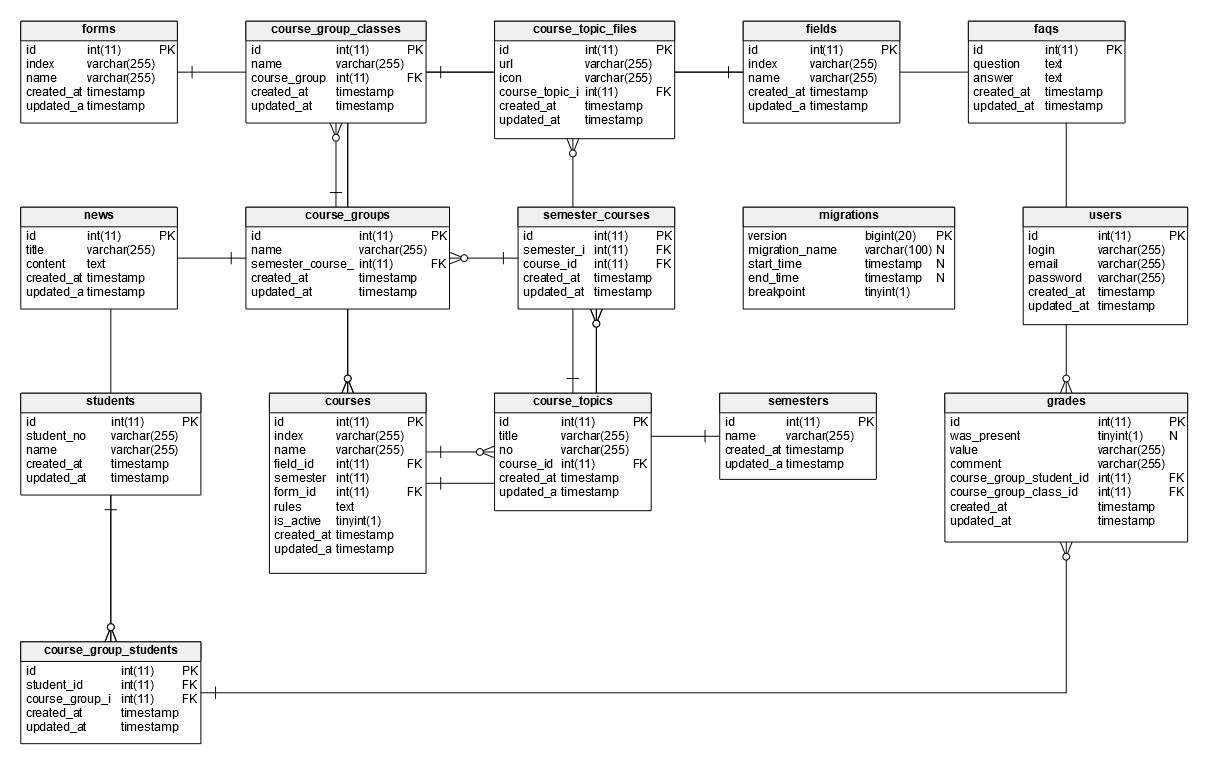 forms
id int(11) PK
index varchar(255)
name varchar(255)
created_at timestamp
updated_a timestamp
course_group_classes
id int(11) PK
name varchar(255)
course_group int(11) FK
created_at timestamp
updated_at timestamp
course_topic_files
id int(11) PK
url varchar(255)
icon varchar(255)
course_topic_i int(11) FK
created_at timestamp
updated_at timestamp
fields
id int(11) PK
index varchar(255)
name varchar(255)
created_at timestamp
updated_a timestamp
faqs
id int(11) PK
question text
answer text
created_at timestamp
updated_at timestamp
news
id int(11) PK
title varchar(255)
content text
created_at timestamp
updated_a timestamp
course_groups
id int(11) PK
name varchar(255)
semester_course_ int(11) FK
created_at timestamp
updated_at timestamp
semester_courses
id int(11) PK
semester_i int(11) FK
course_id int(11) FK
created_at timestamp
updated_at timestamp
migrations
version bigint(20) PK
migration_name varchar(100) N
start_time timestamp N
end_time timestamp N
breakpoint tinyint(1)
users
id int(11) PK
login varchar(255)
email varchar(255)
password varchar(255)
created_at timestamp
updated_at timestamp
students
id int(11) PK
student_no varchar(255)
name varchar(255)
created_at timestamp
updated_at timestamp
courses
id int(11) PK
index varchar(255)
name varchar(255)
field_id int(11) FK
semester int(11)
form_id int(11) FK
rules text
is_active tinyint(1)
created_at timestamp
updated_a timestamp
course_topics
id int(11) PK
title varchar(255)
no varchar(255)
course_id int(11) FK
created_at timestamp
updated_a timestamp
semesters
id int(11) PK
name varchar(255)
created_at timestamp
updated_a timestamp
grades
id int(11) PK
was_present tinyint(1) N
value varchar(255)
comment varchar(255)
course_group_student_id int(11) FK
course_group_class_id int(11) FK
created_at timestamp
updated_at timestamp
course_group_students
id int(11) PK
student_id int(11) FK
course_group_i int(11) FK
created_at timestamp
updated_at timestamp